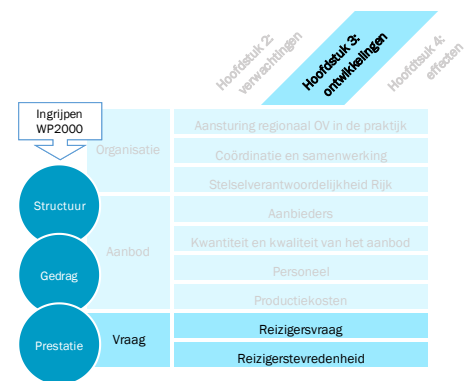 Hoofdstuk 2:
verwachtingen
Hoofdstuk 3:
ontwikkelingen
Hoofdtsuk 4:
effecten
Ingrijpen
WP2000
Organisatie
Aansturing regionaal OV in de praktijk
Coördinatie en samenwerking
Stelselverantwoordelijkheid Rijk
Structuur
Aanbod
Aanbieders
Kwantiteit en kwaliteit van het aanbod
Gedrag
Personeel
Productiekosten
Prestatie
Vraag
Reizigersvraag
Reizigerstevredenheid